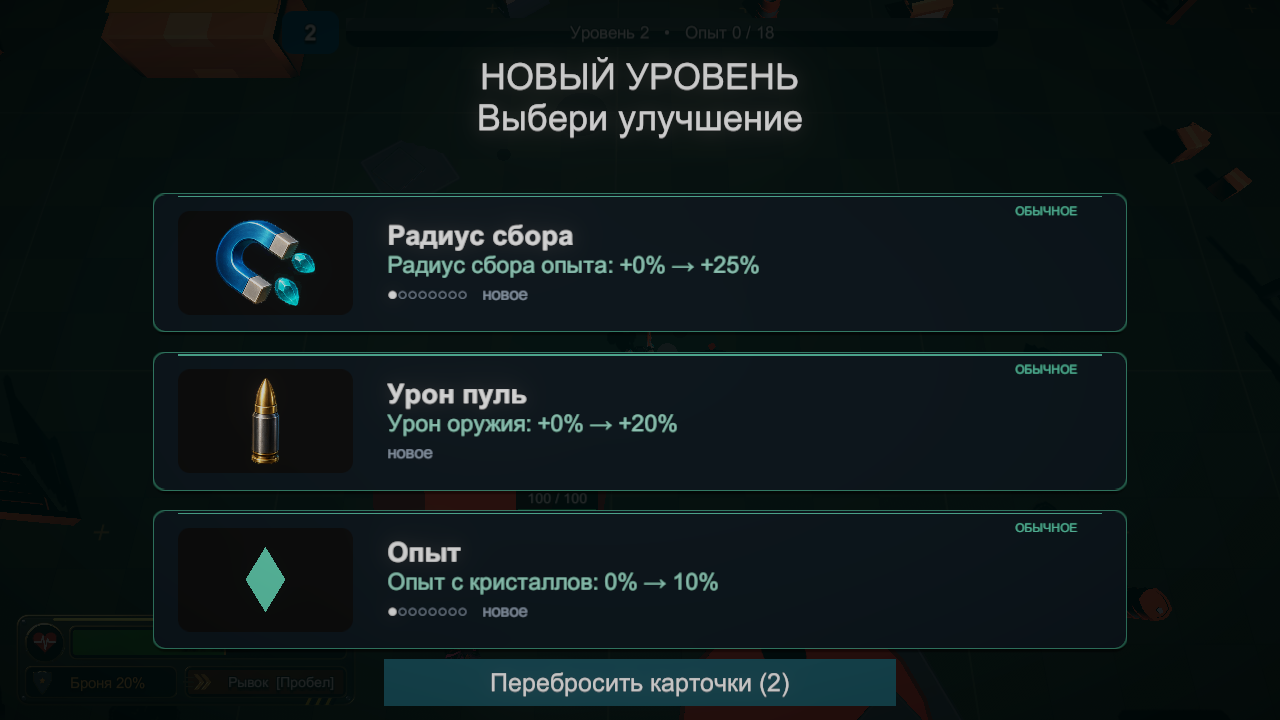 2
Уровень 2 • Опыт 0 / 18
НОВЫЙ УРОВЕНЬ
Выбери улучшение
ОБЫЧНОЕ
Радиус сбора
Радиус сбора опыта: +0% → +25%
новое
ОБЫЧНОЕ
Урон пуль
Урон оружия: +0% → +20%
новое
100 / 100
ОБЫЧНОЕ
Опыт
Опыт с кристаллов: 0% → 10%
новое
Броня 20%
Рывок [Пробел]
Перебросить карточки (2)